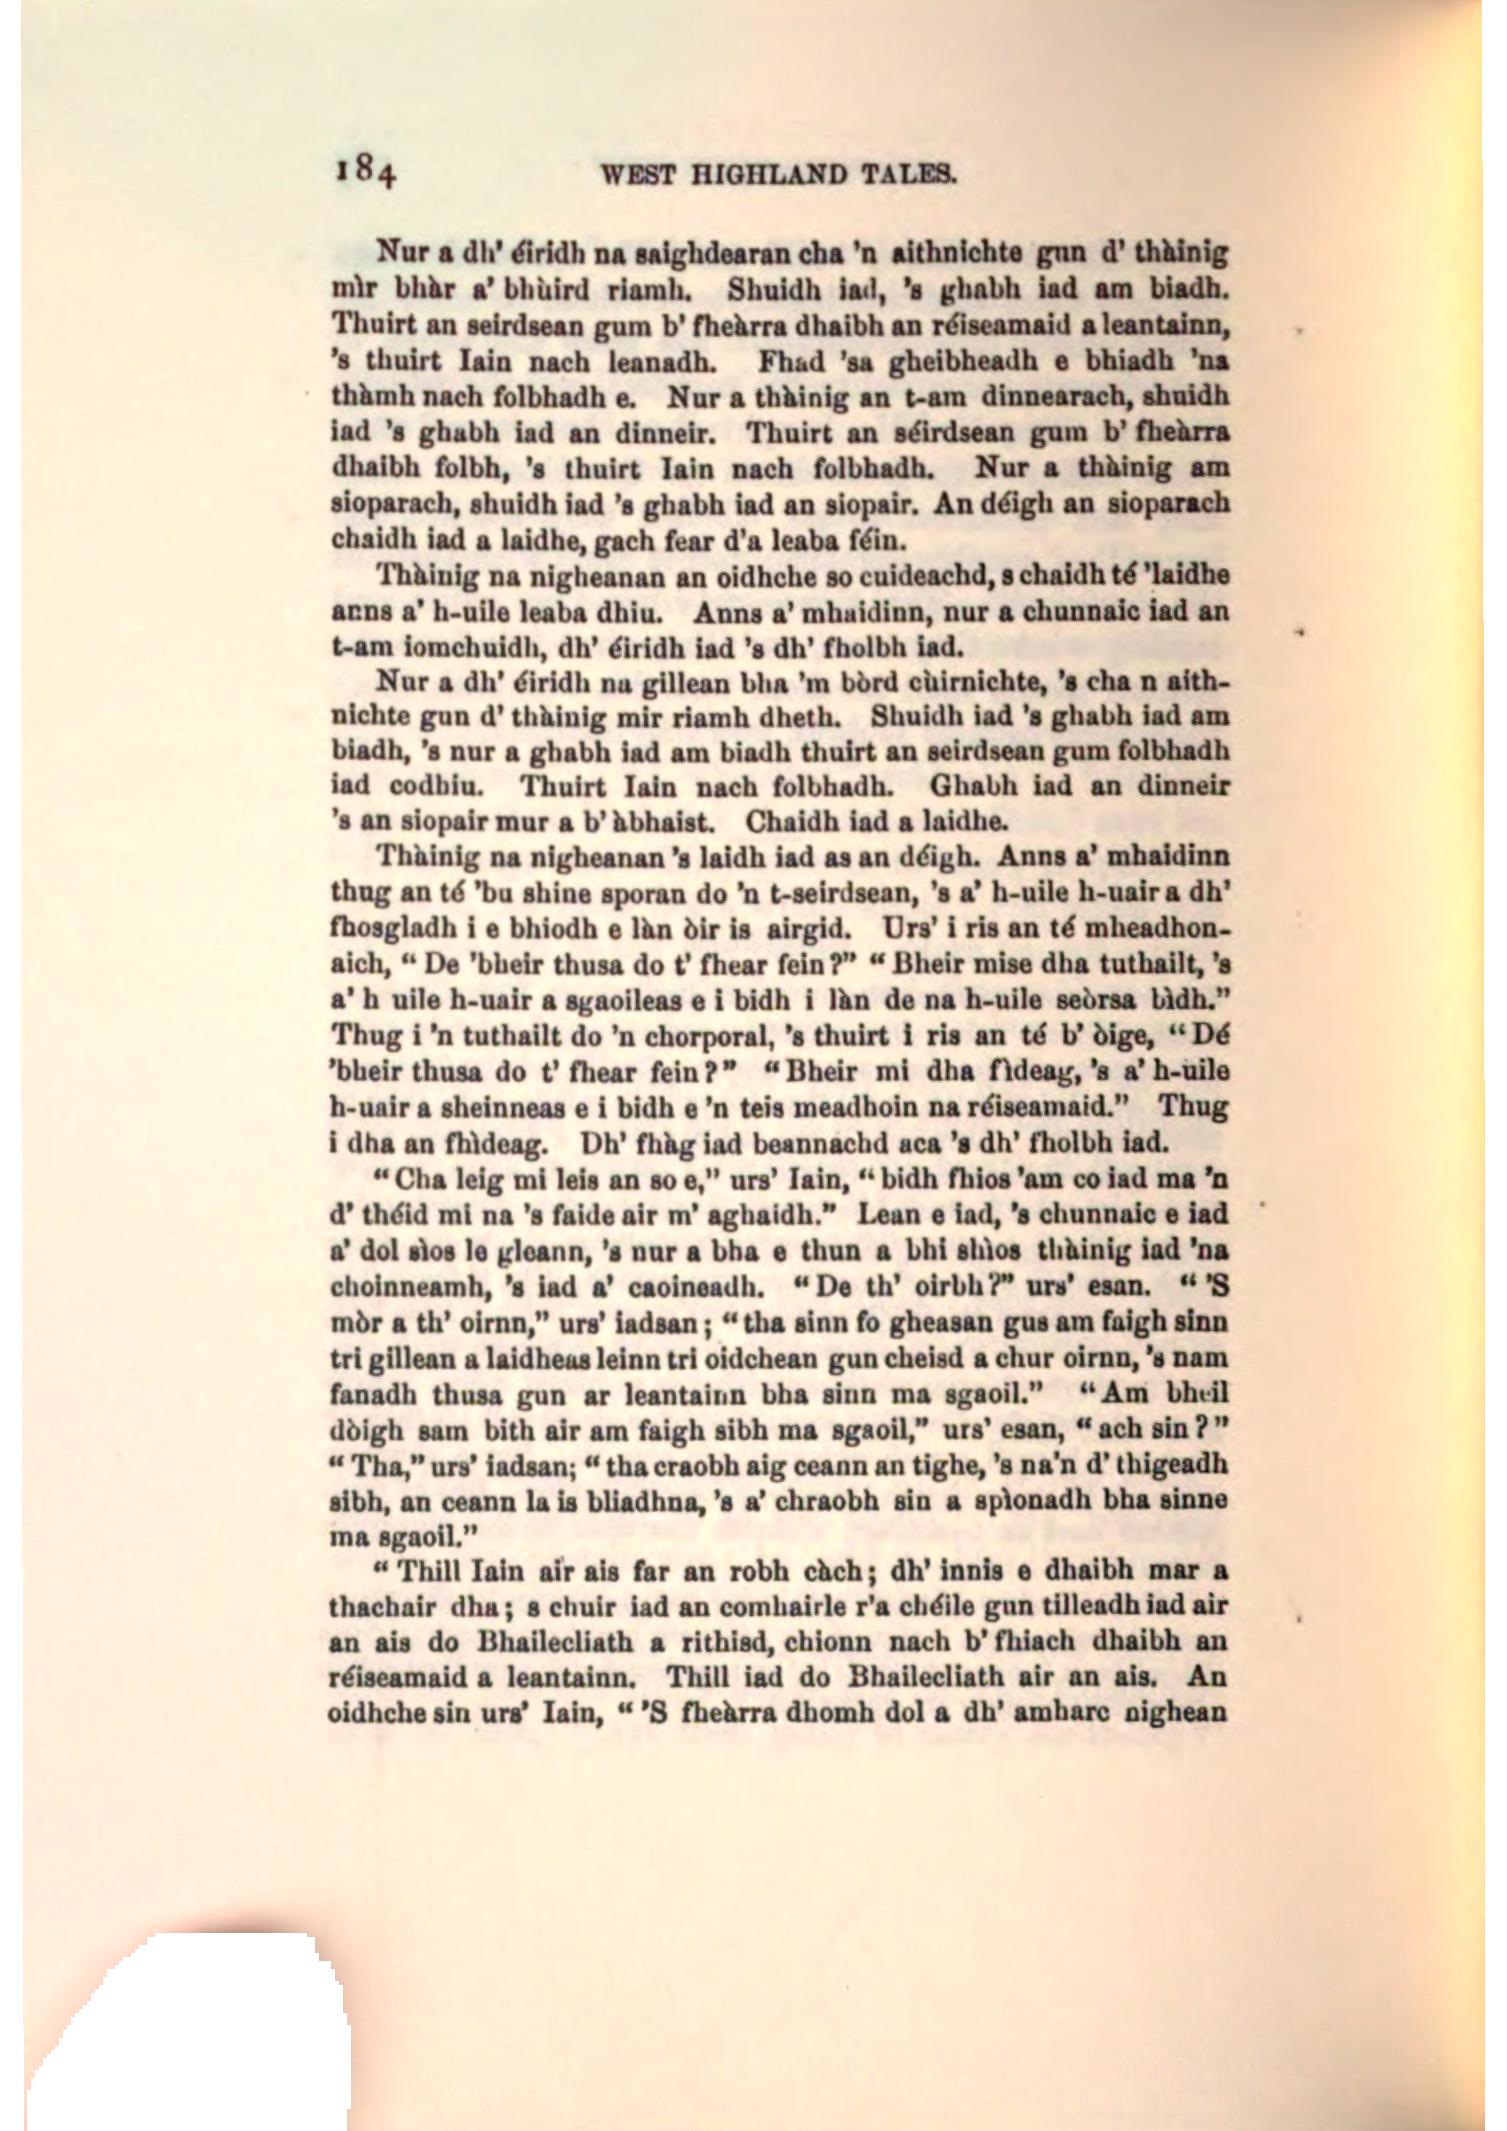 184 WEST HIGHLAND TALES.
Nur a dh' éiridh na saighdearan cha 'n aithnichte gun d' thàinig
mìr bhàr a' bhùird riamh. Shuidh iad, 's ghabh iad am biadh.
Thuirt an seirdsean gum b' fheàrra dhaibh an réiseamaid a leantainn,
's thuirt Iain nach leanadh. Fhad 'sa gheibheadh e bhiadh 'na
thàmh nach folbhadh e. Nur a thàinig an t-am dinnearach, shuidh
iad 's ghabh iad an dinneir. Thuirt an séirdsean gum b' fheàrra
dhaibh folbh, 's thuirt Iain nach folbhadh. Nur a thàinig am
sioparach, shuidh iad 's ghabh iad an siopair. An déigh an sioparach
chaidh iad a laidhe, gach fear d'a leaba féin.
Thàinig na nigheanan an oidhche so cuideachd, s chaidh té 'laidhe
anns a' h-uile leaba dhiu. Anns a' mhaidinn, nur a chunnaic iad an
t-am iomchuidh, dh' éiridh iad 's dh' fholbh iad.
Nur a dh' éiridh na gillean bha 'm bòrd cùirnichte, 's cha n aith-
nichte gun d' thàinig mir riamh dheth. Shuidh iad 's ghabh iad am
biadh, 's nur a ghabh iad am biadh thuirt an seirdsean gum folbhadh
iad codhiu. Thuirt Iain nach folbhadh. Ghabh iad an dinneir
's an siopair mur a b' àbhaist. Chaidh iad a laidhe.
Thàinig na nigheanan 's laidh iad as an déigh. Anns a' mhaidinn
thug an té 'bu shine sporan do 'n t-seirdsean, 's a' h-uile h-uair a dh'
fhosgladh i e bhiodh e làn òir is airgid. Urs' i ris an té mheadhon-
aich, " De 'bheir thusa do t' fhear fein ?" " Bheir mise dha tuthailt, 's
a' h uile h-uair a sgaoileas e i bidh i làn de na h-uile seòrsa bìdh."
Thug i 'n tuthailt do 'n chorporal, 's thuirt i ris an té b' òige, " Dé
'bheir thusa do t' fhear fein ? " " Bheir mi dha fìdeag, 's a' h-uile
h-uair a sheinneas e i bidh e 'n teis meadhoin na réiseamaid." Thug
i dha an fhìdeag. Dh' fhàg iad beannachd aca 's dh' fholbh iad.
" Cha leig mi leis an so e," urs' Iain, " bidh fhios 'am co iad ma 'n
d' théid mi na 's faide air m' aghaidh." Lean e iad, 's chunnaic e iad
a' dol sìos le gleann, 's nur a bha e thun a bhi shìos thàinig iad 'na
choinneamh, 's iad a' caoineadh. " De th' oirbh ?" urs' esan. " 'S
mòr a th' oirnn," urs' iadsan ; " tha sinn fo gheasan gus am faigh sinn
tri gillean a laidheas leinn tri oidchean gun cheisd a chur oirnn, 's nam
fanadh thusa gun ar leantainn bha sinn ma sgaoil." " Am bheil
dòigh sam bith air am faigh sibh ma sgaoil," urs' esan, " ach sin ? "
" Tha," urs' iadsan; " tha craobh aig ceann an tighe, 's na'n d' thigeadh
sibh, an ceann la is bliadhna, 's a' chraobh sin a spìonadh bha sinne
ma sgaoil."
" Thill Iain air ais far an robh càch ; dh' innis e dhaibh mar a
thachair dha ; s chuir iad an comhairle r'a chéile gun tilleadh iad air
an ais do Bhailecliath a rithisd, chionn nach b' fhiach dhaibh an
réiseamaid a leantainn. Thill iad do Bhailecliath air an ais. An
oidhche sin urs' Iain, " 'S fheàrra dhomh dol a dh' amharc nighean